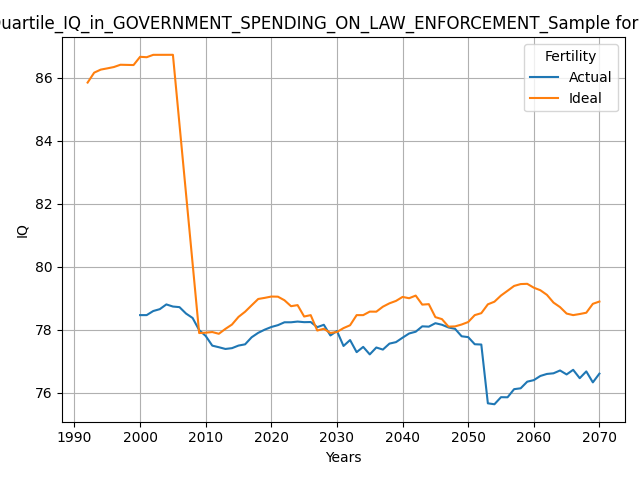 uartile_IQ_in_GOVERNMENT_SPENDING_ON_LAW_ENFORCEMENT_Sample for
Fertility
Actual
Ideal
86
84
82
80
78
76
IQ
1990 2000 2010 2020 2030 2040 2050 2060 2070
Years